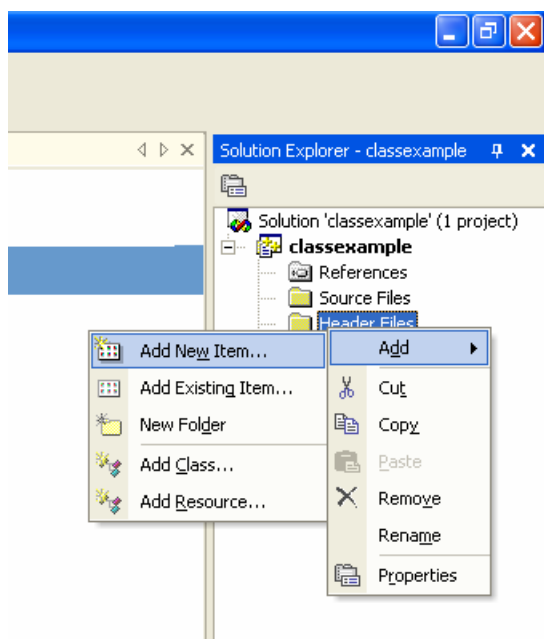 Solution Explorer - classexample
Solution 'classexample' (1 project)
classexample
References
Source Files
Header Files
Add New Item...
Add Existing Item...
New Folder
Add Class...
Add Resource...
Add
Cut
Copy
Paste
Remove
Rename
Properties